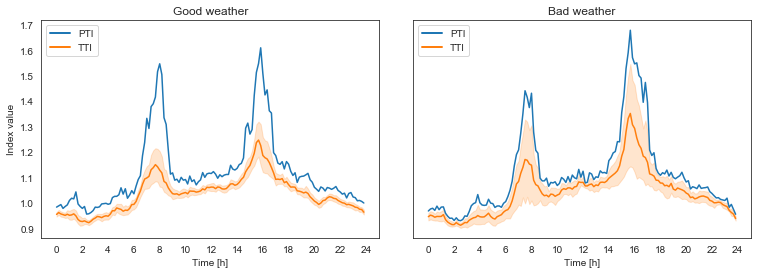 Good weather
Bad weather
PTI
TTI
PTI
TTI
1.7
1.6
1.5
1.4
1.3
1.2
1.1
1.0
0.9
Index value
0 2 4 6 8 10 12 14 16 18 20 22 24
0 2 4 6 8 10 12 14 16 18 20 22 24
Time [h]
Time [h]